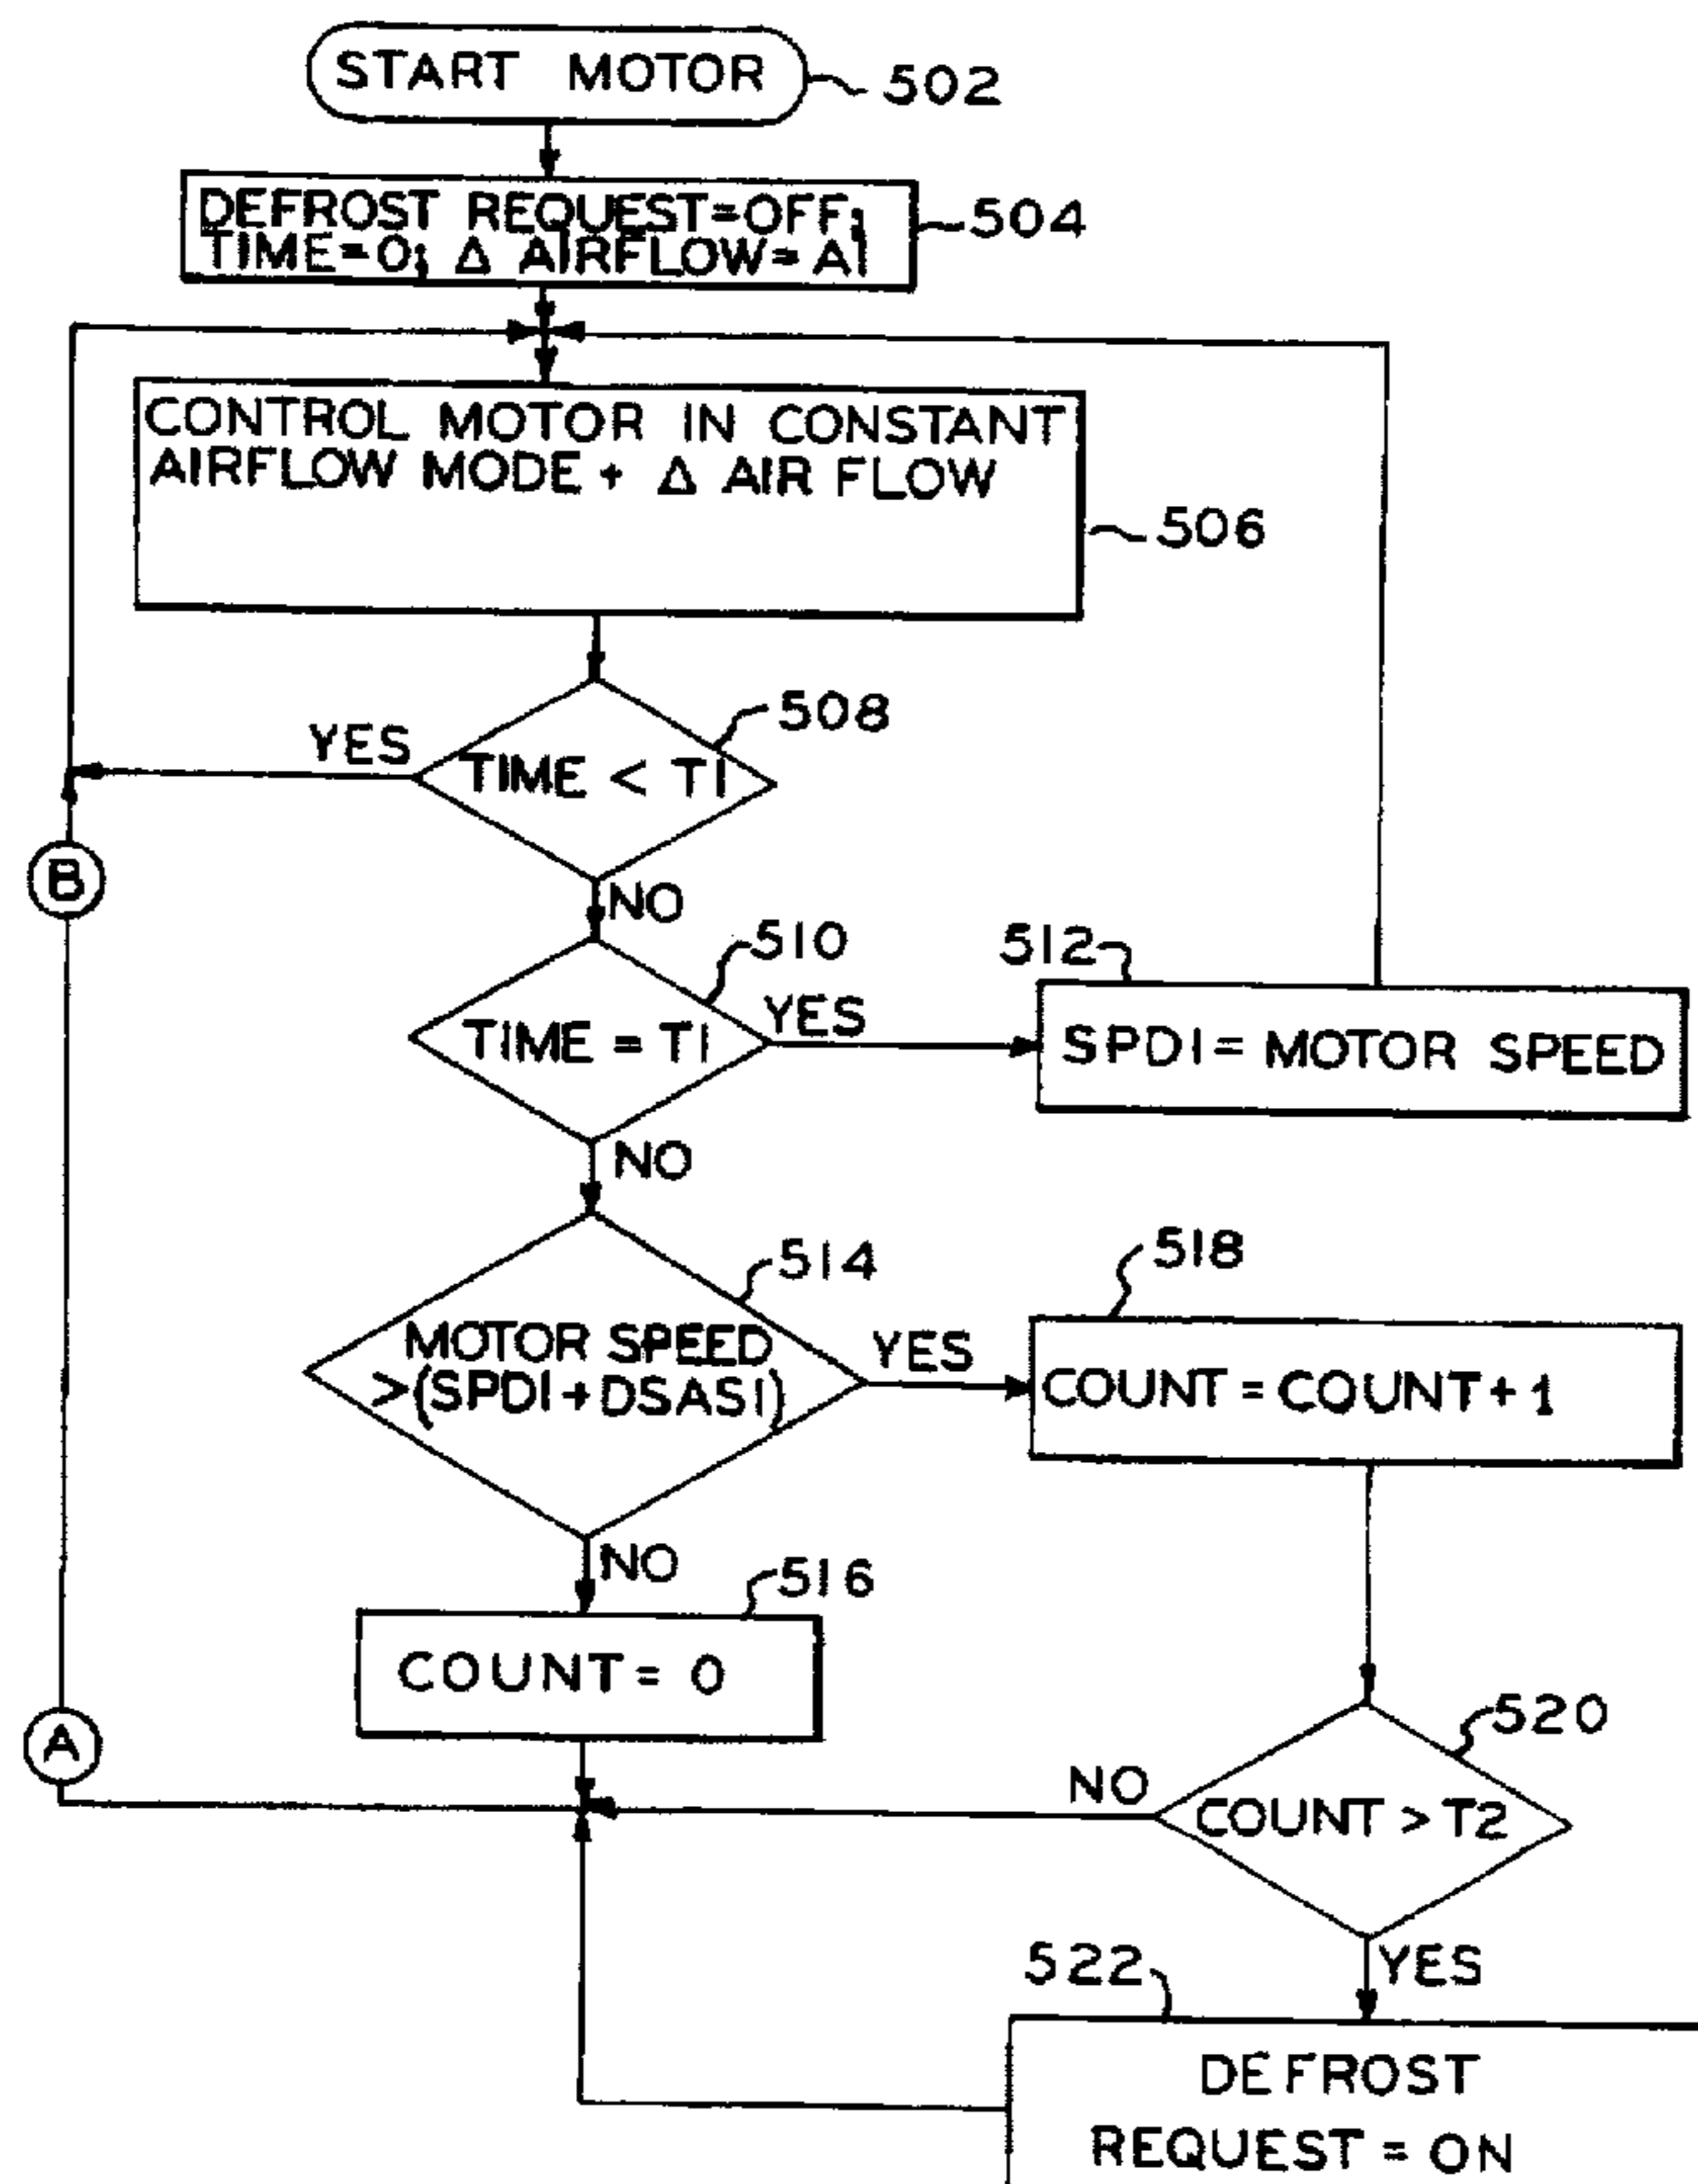 START MOTOR
502
DEFROST REQUEST=OFF;
TIME=0; Δ AIRFLOW=A1
504
CONTROL MOTOR IN CONSTANT
AIRFLOW MODE + Δ AIR FLOW
506
508
YES
TIME < T1
B
NO
510
512
YES
TIME = T1
SPD1= MOTOR SPEED
NO
514
518
MOTOR SPEED
>(SPD1+DSAS1)
YES
COUNT=COUNT+1
NO
516
COUNT= 0
A
520
NO
COUNT >T2
522
YES
DEFROST
REQUEST = ON